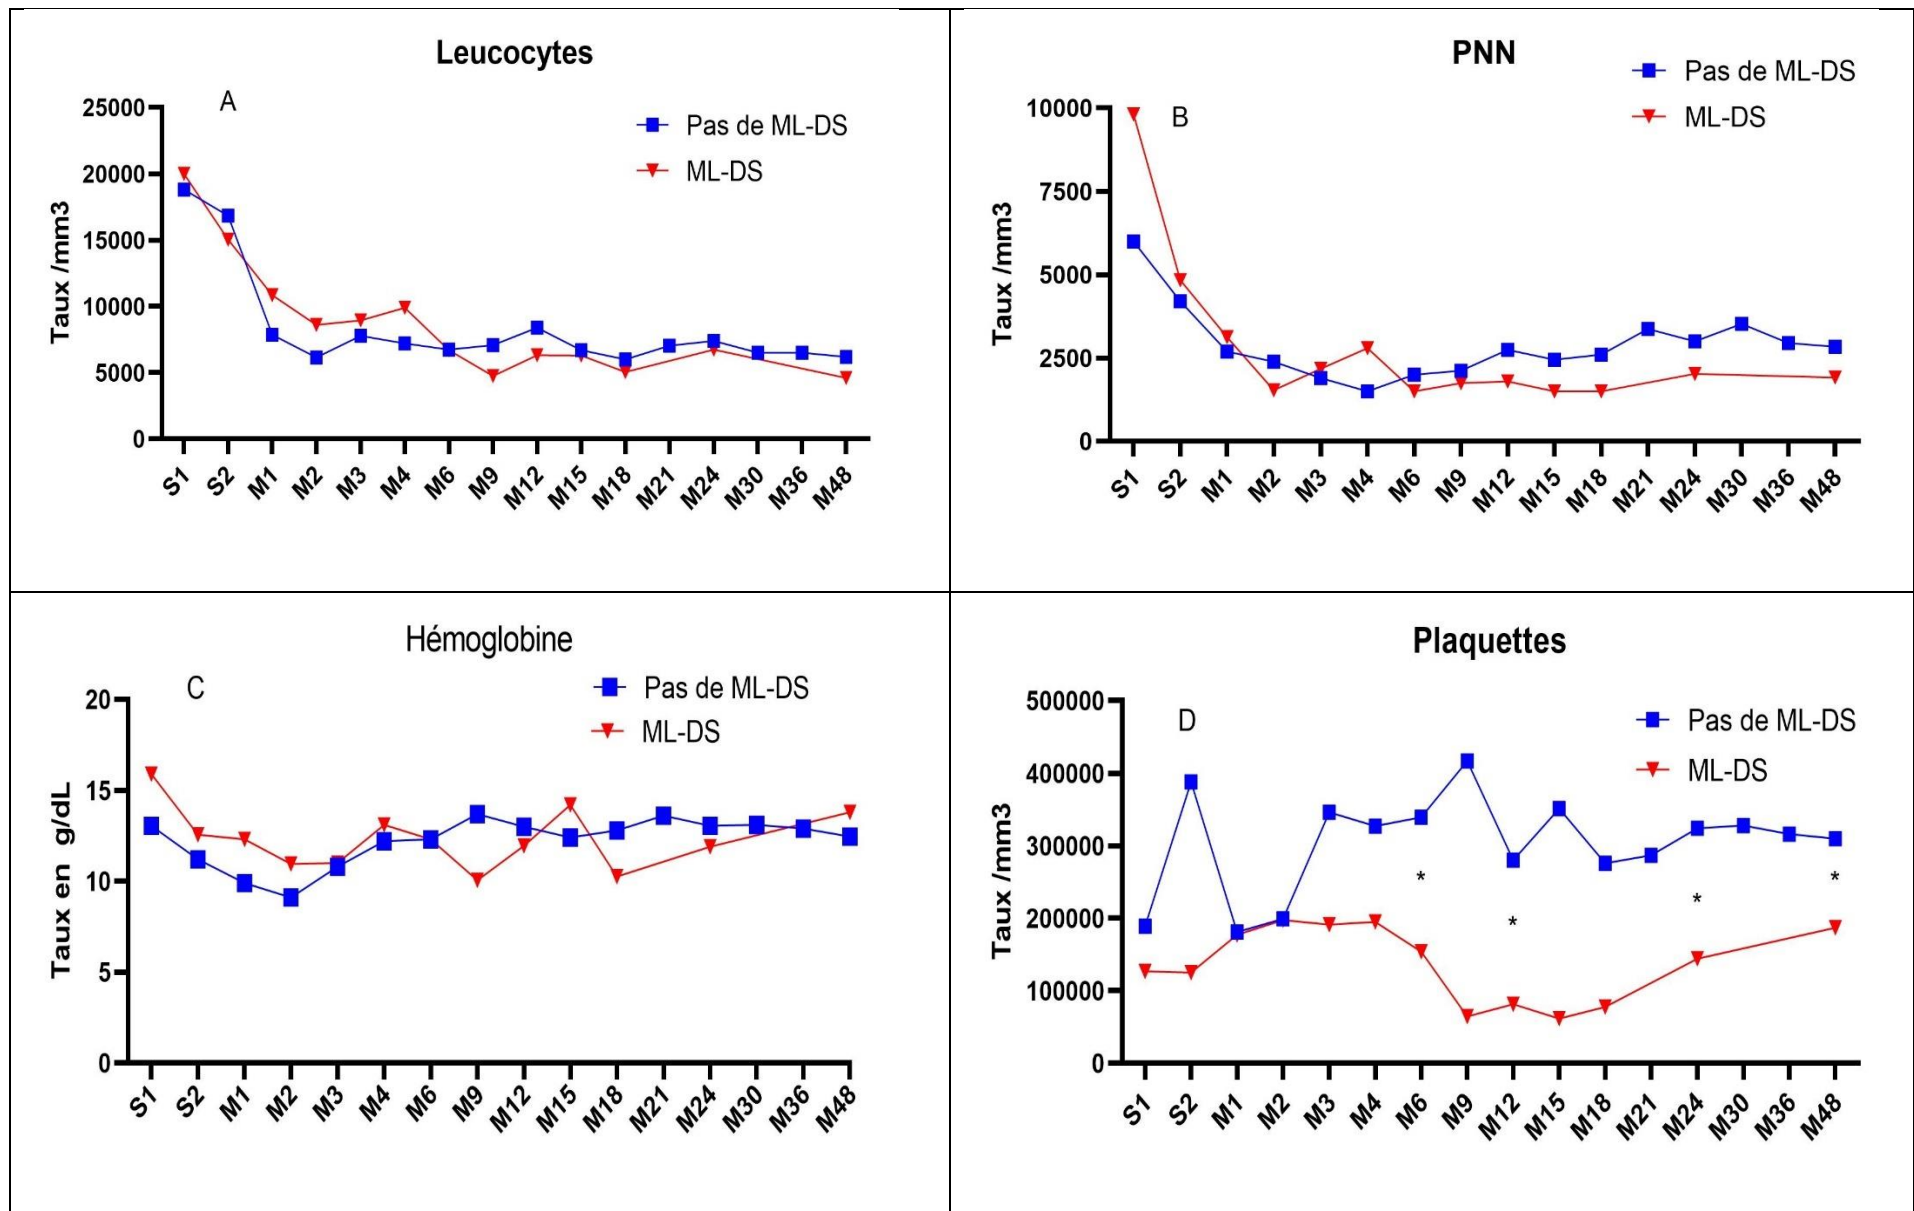 Leucocytes
A
Pas de ML-DS
ML-DS
Taux /mm3
25000
20000
15000
10000
5000
0
S1 S2 M1 M2 M3 M4 M6 M9 M12 M15 M18 M21 M24 M30 M36 M48
PNN
B
Pas de ML-DS
ML-DS
Taux /mm3
10000
7500
5000
2500
0
S1 S2 M1 M2 M3 M4 M6 M9 M12 M15 M18 M21 M24 M30 M36 M48
Hémoglobine
C
Pas de ML-DS
ML-DS
Taux en g/dL
20
15
10
5
0
S1 S2 M1 M2 M3 M4 M6 M9 M12 M15 M18 M21 M24 M30 M36 M48
Plaquettes
D
Pas de ML-DS
ML-DS
Taux /mm3
500000
400000
300000
200000
100000
0
* * * *
S1 S2 M1 M2 M3 M4 M6 M9 M12 M15 M18 M21 M24 M30 M36 M48